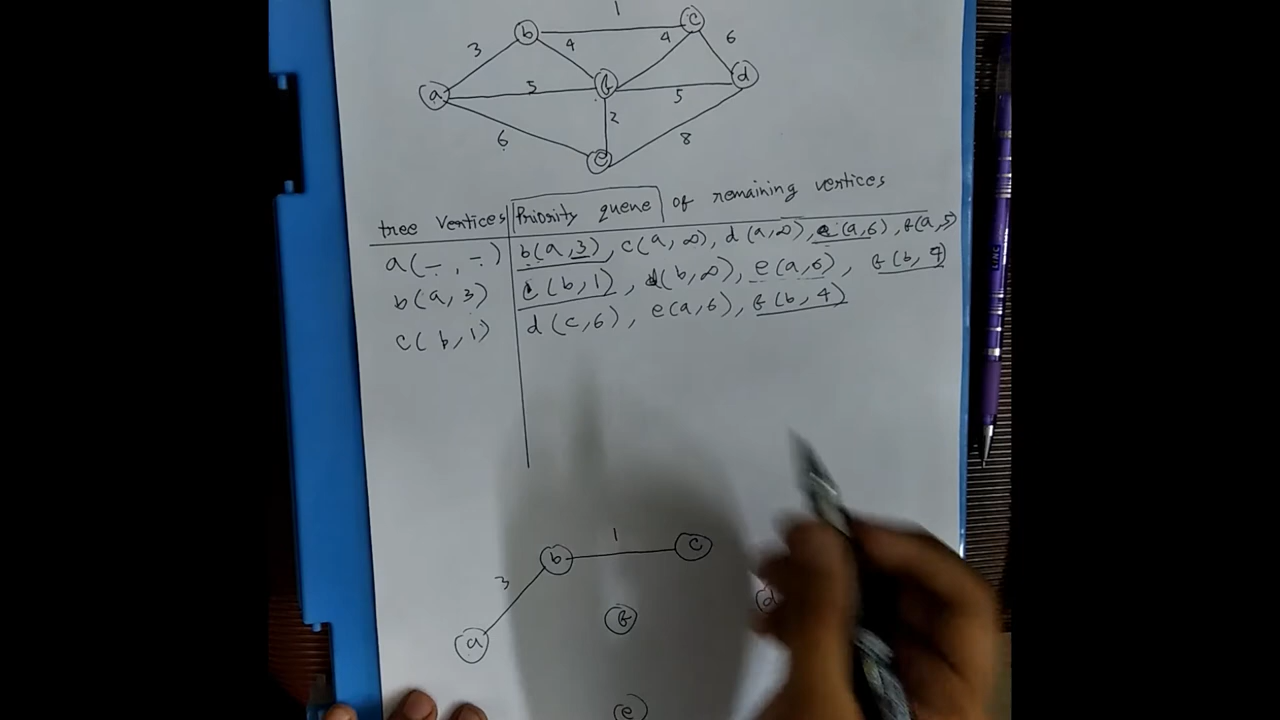 1
b c
3 4 4 6
a 5 f 5 d
6 2 8
e
tree vertices Priority queue of remaining vertices
a(-, -) b(a,3), c(a,∞), d(a,∞), e(a,6), f(a,5)
b(a,3) c(b,1), d(b,∞), e(a,6), f(b,4)
c(b,1) d(c,6), e(a,6), f(b,4)
1
b c
3
f d
a
e
LINC